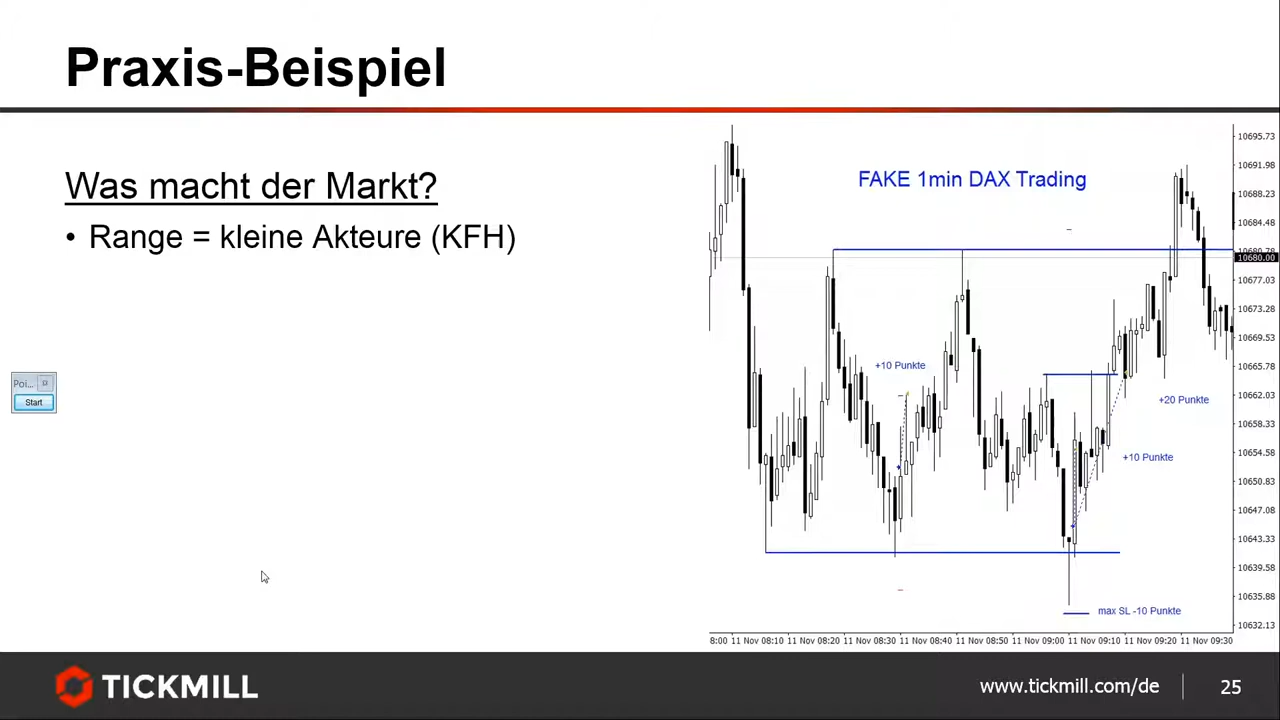 Praxis-Beispiel
Was macht der Markt?
• Range = kleine Akteure (KFH)
Poi...
Start
FAKE 1min DAX Trading
+10 Punkte
+20 Punkte
+10 Punkte
max SL -10 Punkte
10695.73
10691.98
10688.23
10684.48
10680.78
10680.00
10677.03
10673.28
10669.53
10665.78
10662.03
10658.33
10654.58
10650.83
10647.08
10643.33
10639.58
10635.88
10632.13
8:00 11 Nov 08:10 11 Nov 08:20 11 Nov 08:30 11 Nov 08:40 11 Nov 08:50 11 Nov 09:00 11 Nov 09:10 11 Nov 09:20 11 Nov 09:30
TICKMILL
www.tickmill.com/de
25